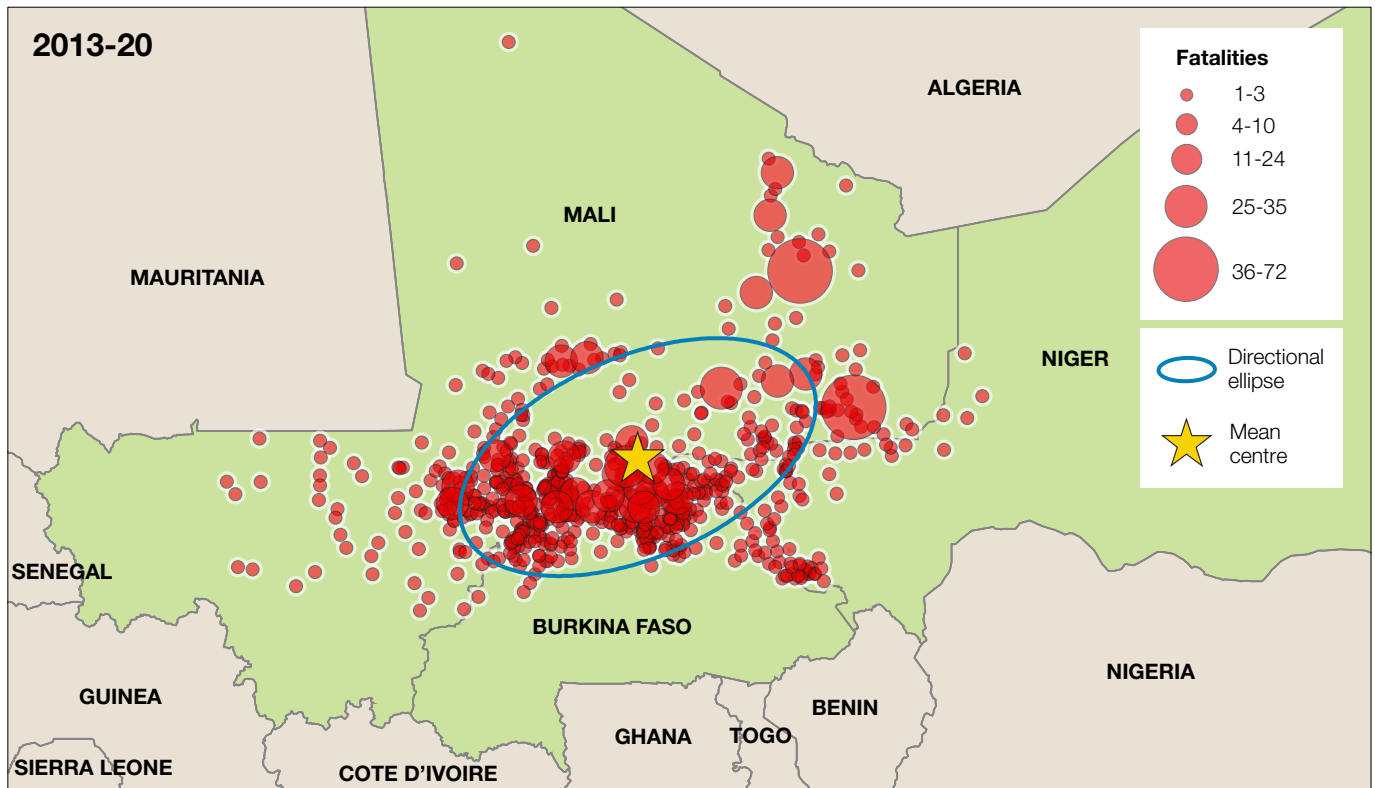 2013-20
ALGERIA
MALI
MAURITANIA
NIGER
SENEGAL
BURKINA FASO
GUINEA
NIGERIA
BENIN
GHANA
TOGO
SIERRA LEONE
COTE D'IVOIRE
Fatalities
1-3
4-10
11-24
25-35
36-72
Directional
ellipse
Mean
centre